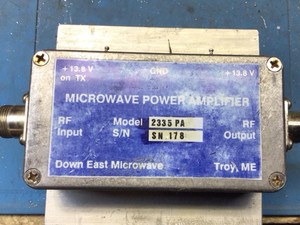 + 13.8 V GND + 13.8 V
on TX
MICROWAVE POWER AMPLIFIER
RF Model 2335 PA RF
Input S/N SN 178 Output
Down East Microwave Troy, ME